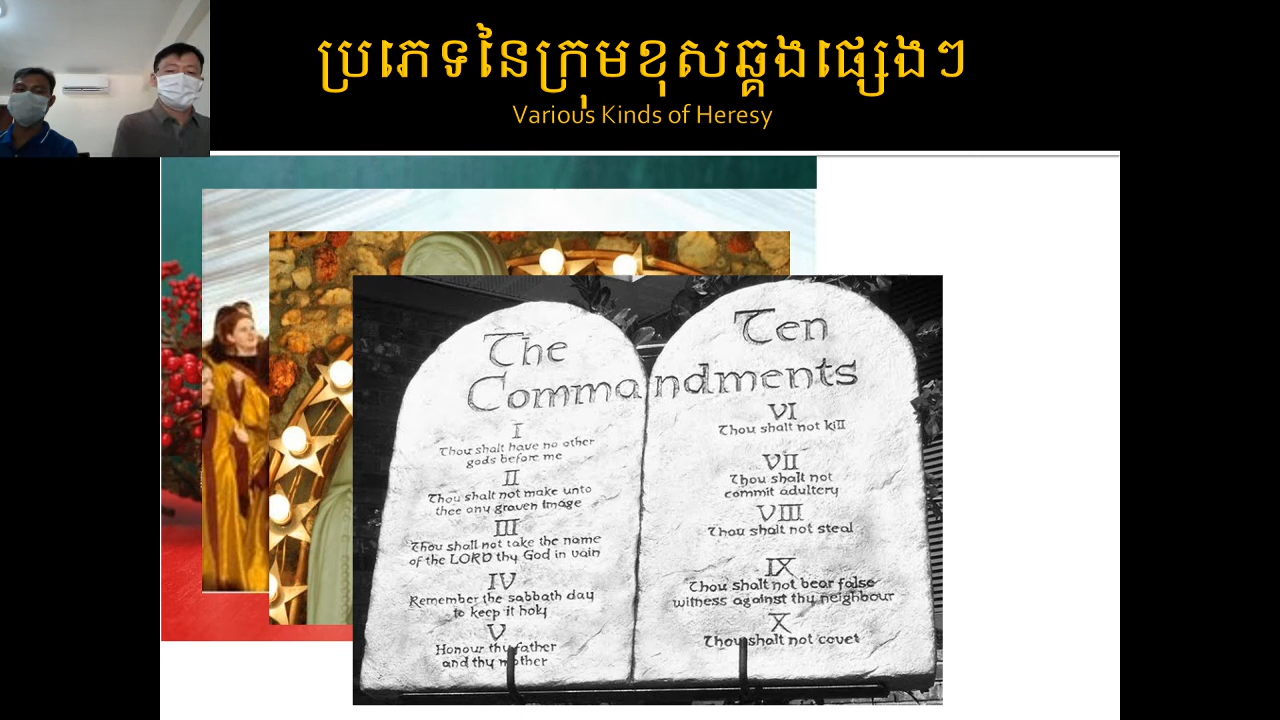 ប្រភេទនៃក្រុមខុសឆ្គងផ្សេងៗ
Various Kinds of Heresy
The
Ten
Commandments
I
Thou shalt have no other
gods before me
II
Thou shalt not make unto
thee any graven image
III
Thou shalt not take the name
of the LORD thy God in vain
IV
Remember the sabbath day
to keep it holy
V
Honour thy father
and thy mother
VI
Thou shalt not kill
VII
Thou shalt not
commit adultery
VIII
Thou shalt not steal
IX
Thou shalt not bear false
witness against thy neighbour
X
Thou shalt not covet